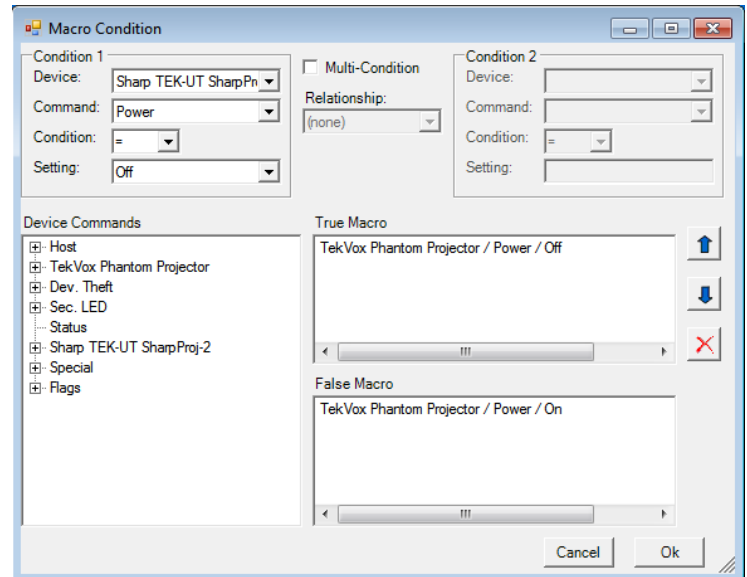 Macro Condition
Condition 1
Device:
Sharp TEK-UT SharpPr
Command:
Power
Condition:
=
Setting:
Off
Multi-Condition
Relationship:
(none)
Condition 2
Device:
Command:
Condition:
=
Setting:
Device Commands
Host
TekVox Phantom Projector
Dev. Theft
Sec. LED
Status
Sharp TEK-UT SharpProj-2
Special
Flags
True Macro
TekVox Phantom Projector / Power / Off
False Macro
TekVox Phantom Projector / Power / On
Cancel
Ok